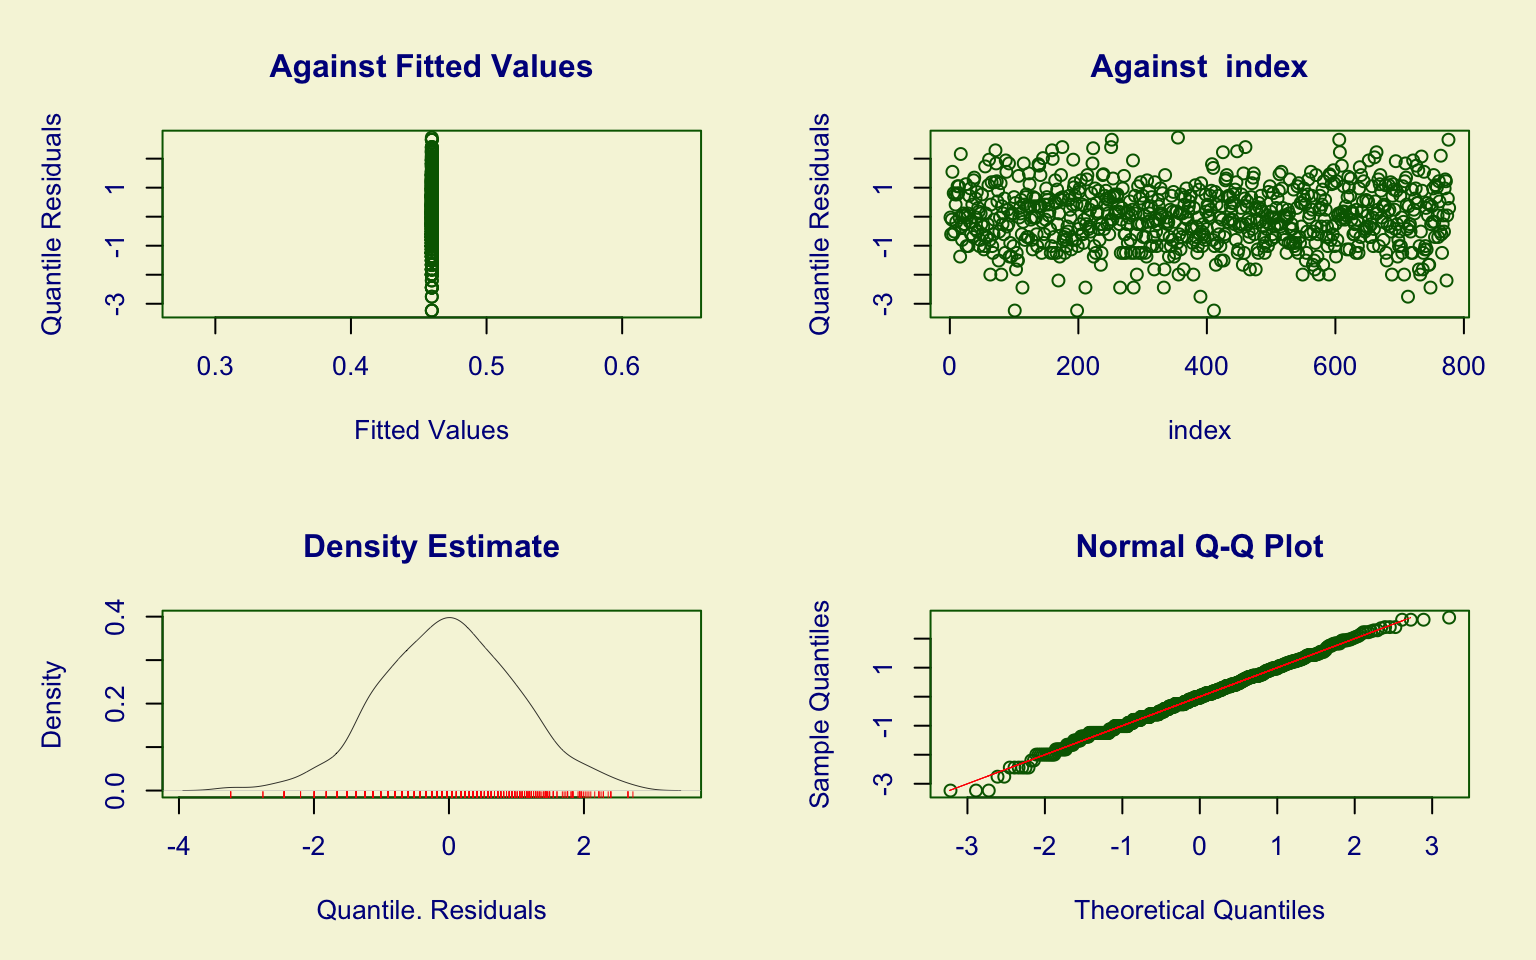 Against Fitted Values
Quantile Residuals
1
-1
-3
0.3 0.4 0.5 0.6
Fitted Values
Against  index
Quantile Residuals
1
-1
-3
0 200 400 600 800
index
Density Estimate
Density
0.4
0.2
0.0
-4 -2 0 2
Quantile. Residuals
Normal Q-Q Plot
Sample Quantiles
1
-1
-3
-3 -2 -1 0 1 2 3
Theoretical Quantiles